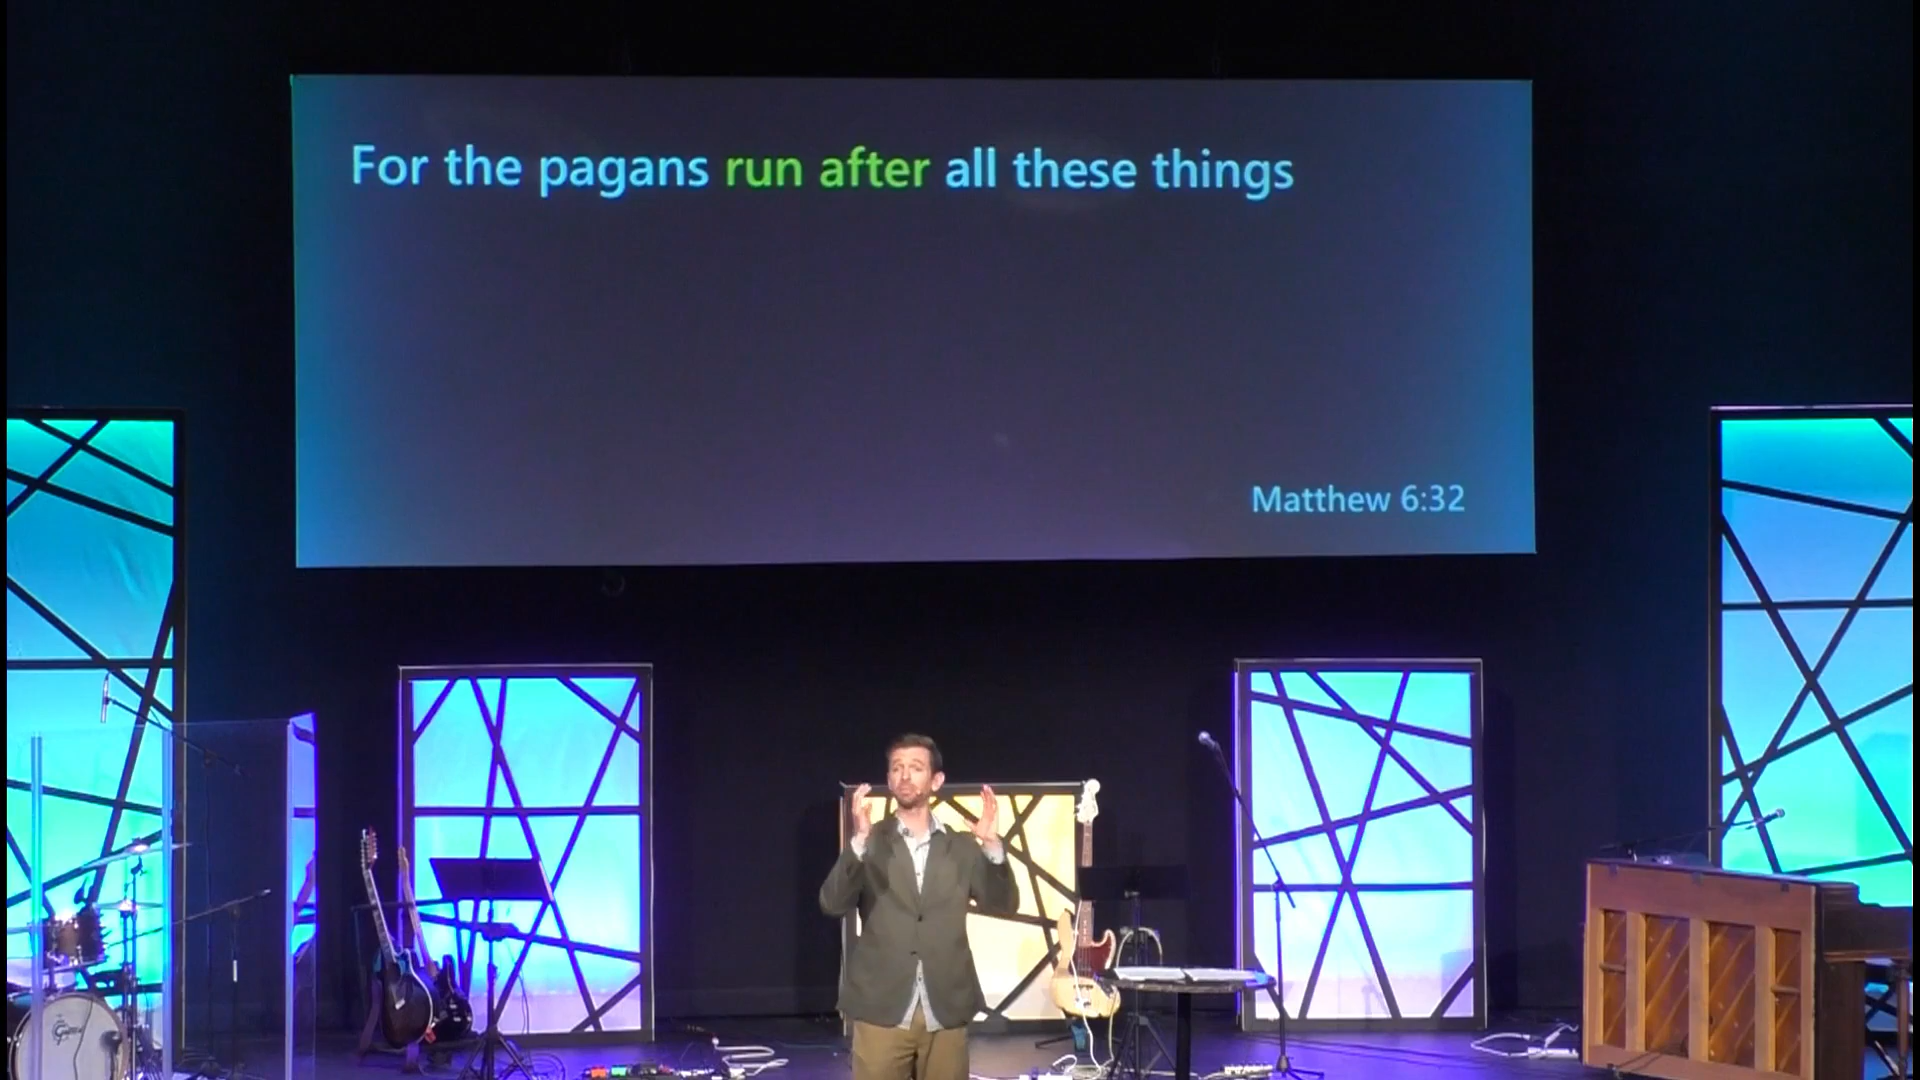 For the pagans run after all these things
Matthew 6:32